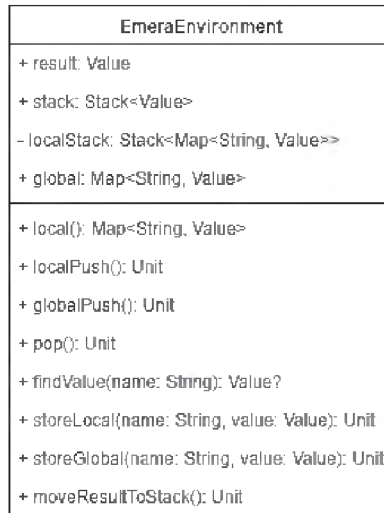 EmeraEnvironment
+ result: Value
+ stack: Stack<Value>
- localStack: Stack<Map<String, Value>>
+ global: Map<String, Value>
+ local(): Map<String, Value>
+ localPush(): Unit
+ globalPush(): Unit
+ pop(): Unit
+ findValue(name: String): Value?
+ storeLocal(name: String, value: Value): Unit
+ storeGlobal(name: String, value: Value): Unit
+ moveResultToStack(): Unit